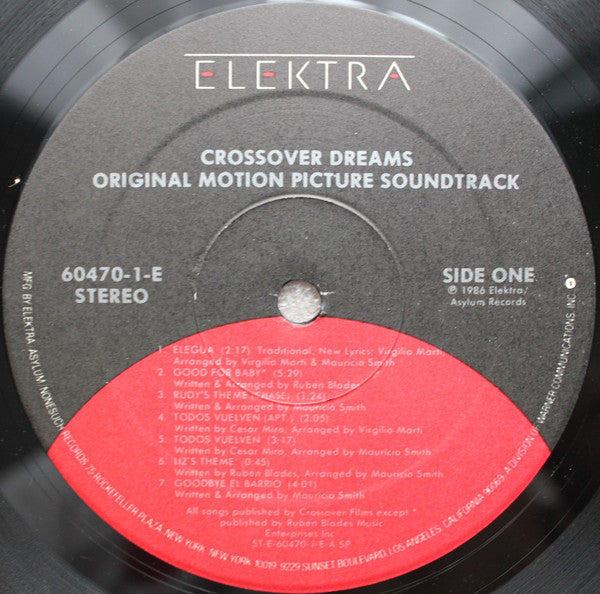 ELEKTRA
CROSSOVER DREAMS
ORIGINAL MOTION PICTURE SOUNDTRACK
60470-1-E
STEREO
SIDE ONE
℗ 1986 Elektra/
Asylum Records
1. ELEGUA (2:17) Traditional, New Lyrics: Virgilio Marti,
Arranged by Virgilio Marti & Mauricio Smith
2. GOOD FOR BABY* (5:29)
Written & Arranged by Ruben Blades
3. RUDY'S THEME (CHASE) (1:24)
Written & Arranged by Mauricio Smith
4. TODOS VUELVEN (APT.) (2:05)
Written by Cesar Miro, Arranged by Virgilio Marti
5. TODOS VUELVEN (3:17)
Written by Cesar Miro, Arranged by Mauricio Smith
6. LIZ'S THEME (0:45)
Written by Ruben Blades, Arranged by Mauricio Smith
7. GOODBYE EL BARRIO (4:01)
Written & Arranged by Mauricio Smith
All songs published by Crossover Films except *
published by Ruben Blades Music
Enterprises Inc
ST-E-60470-1-E-A SP
MFG. BY ELEKTRA/ASYLUM/NONESUCH RECORDS, 75 ROCKEFELLER PLAZA, NEW YORK, NEW YORK 10019. 9229 SUNSET BOULEVARD, LOS ANGELES, CALIFORNIA 90069. A DIVISION OF WARNER COMMUNICATIONS, INC.